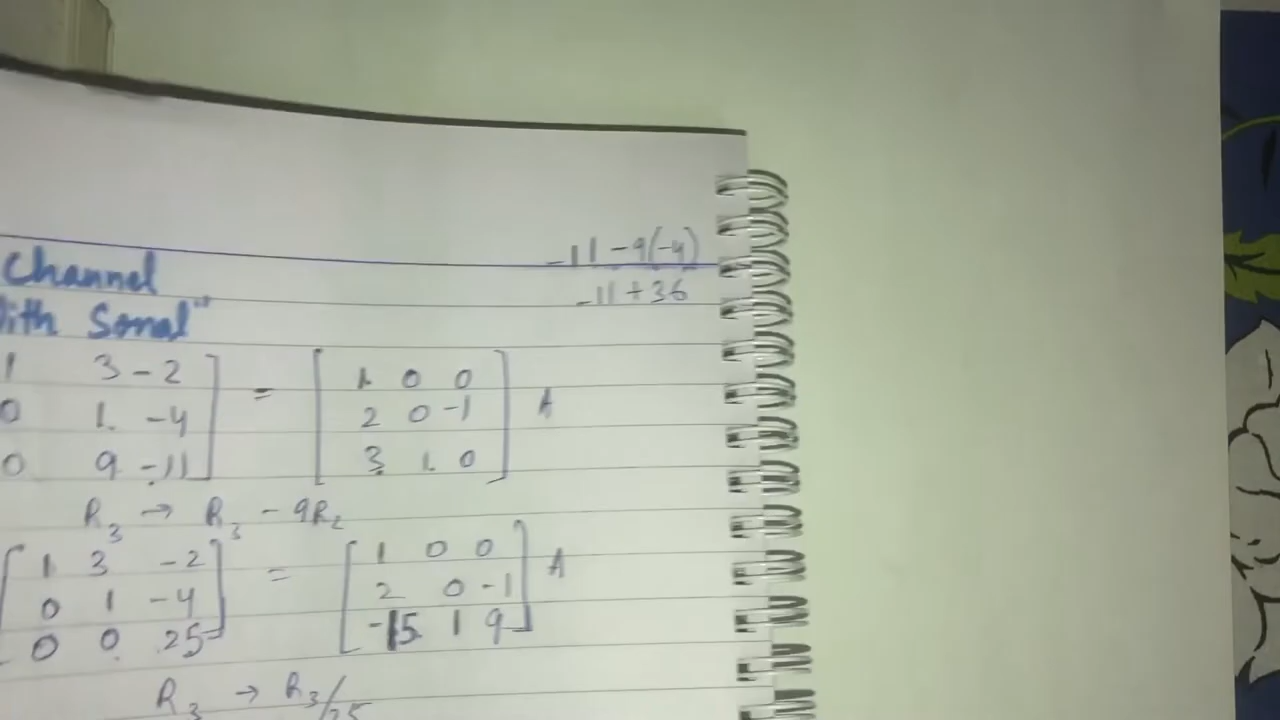 -11 -9(-4)
Channel
-11 + 36
With Sonal"
1 3 -2 = 1 0 0 A
0 1 -4 2 0 -1
0 9 -11 3 1 0
R3 → R3 - 9R2
1 3 -2 = 1 0 0 A
0 1 -4 2 0 -1
0 0 25 -15 1 9
R3 → R3/25